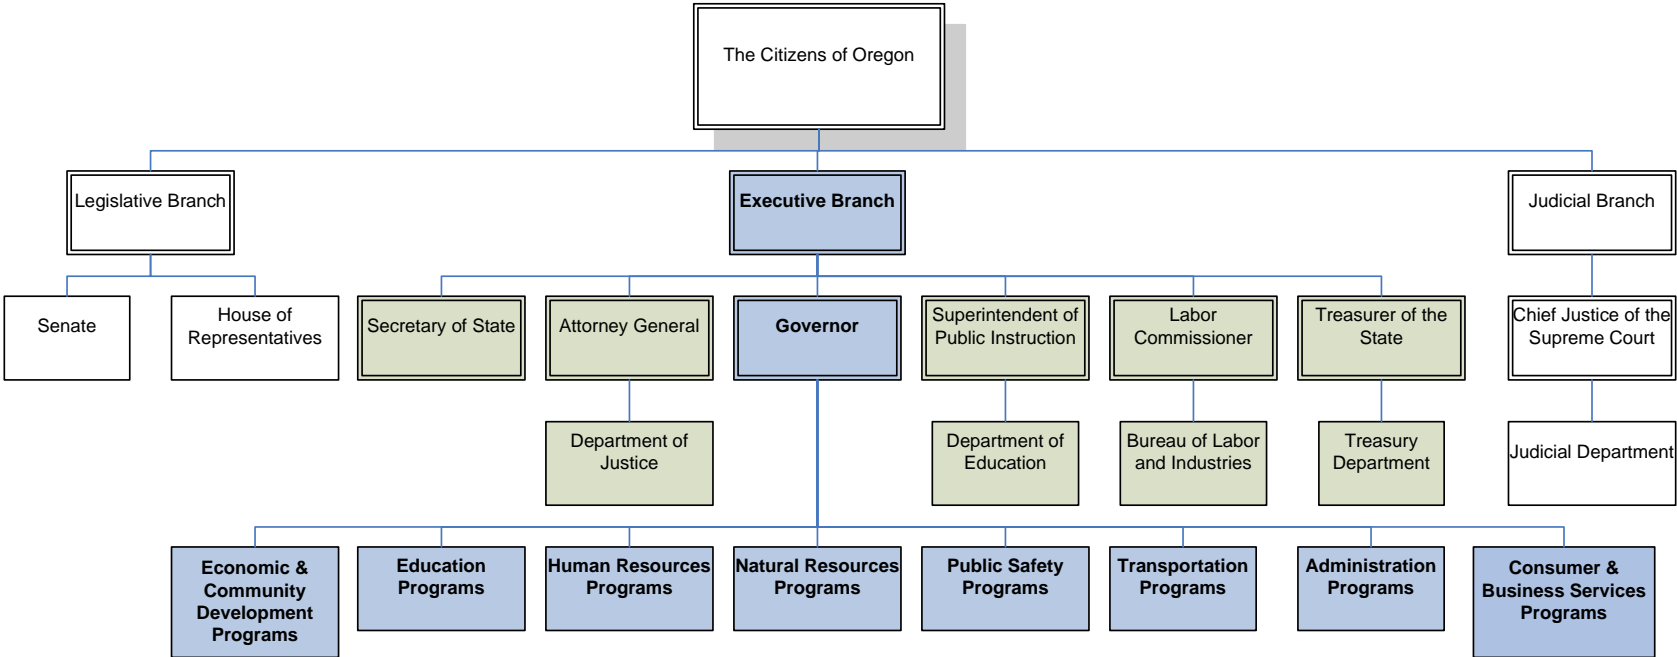 The Citizens of Oregon
Legislative Branch
Executive Branch
Judicial Branch
Senate
House of
Representatives
Secretary of State
Attorney General
Governor
Superintendent of
Public Instruction
Labor
Commissioner
Treasurer of the
State
Chief Justice of the
Supreme Court
Department of
Justice
Department of
Education
Bureau of Labor
and Industries
Treasury
Department
Judicial Department
Economic &
Community
Development
Programs
Education
Programs
Human Resources
Programs
Natural Resources
Programs
Public Safety
Programs
Transportation
Programs
Administration
Programs
Consumer &
Business Services
Programs